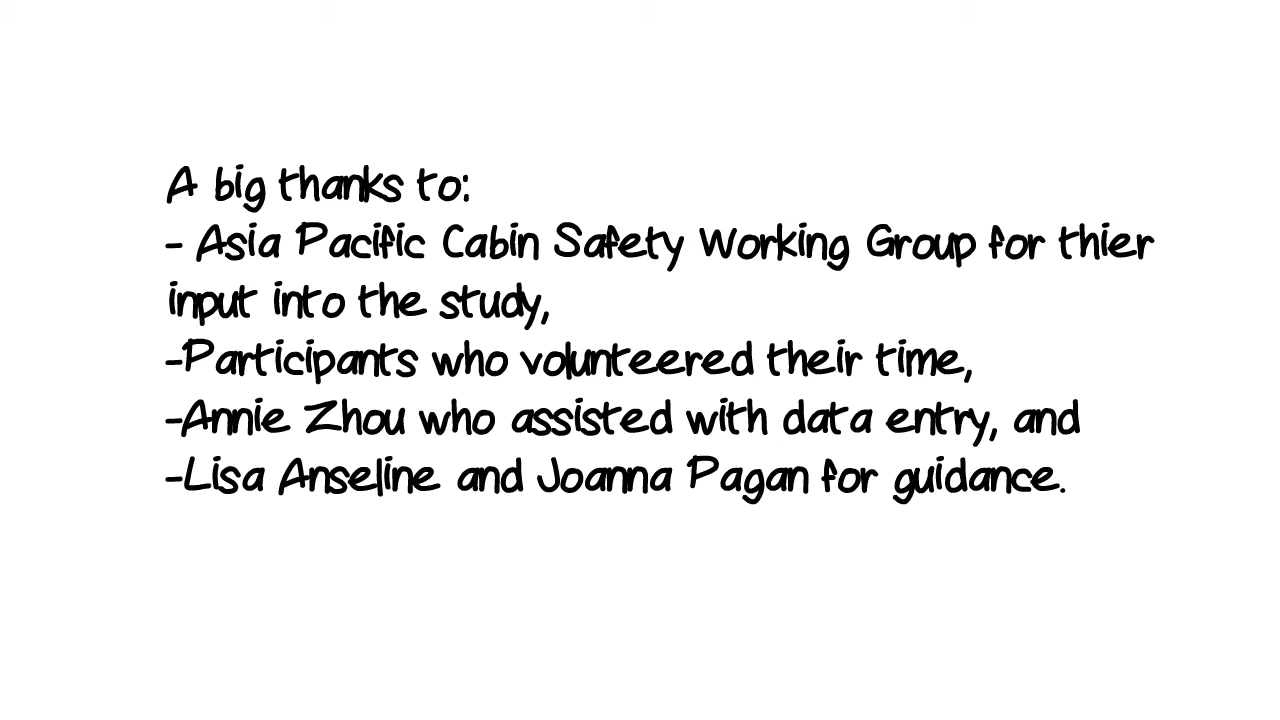 A big thanks to:
- Asia Pacific Cabin Safety Working Group for thier
input into the study,
-Participants who volunteered their time,
-Annie Zhou who assisted with data entry, and
-Lisa Anseline and Joanna Pagan for guidance.